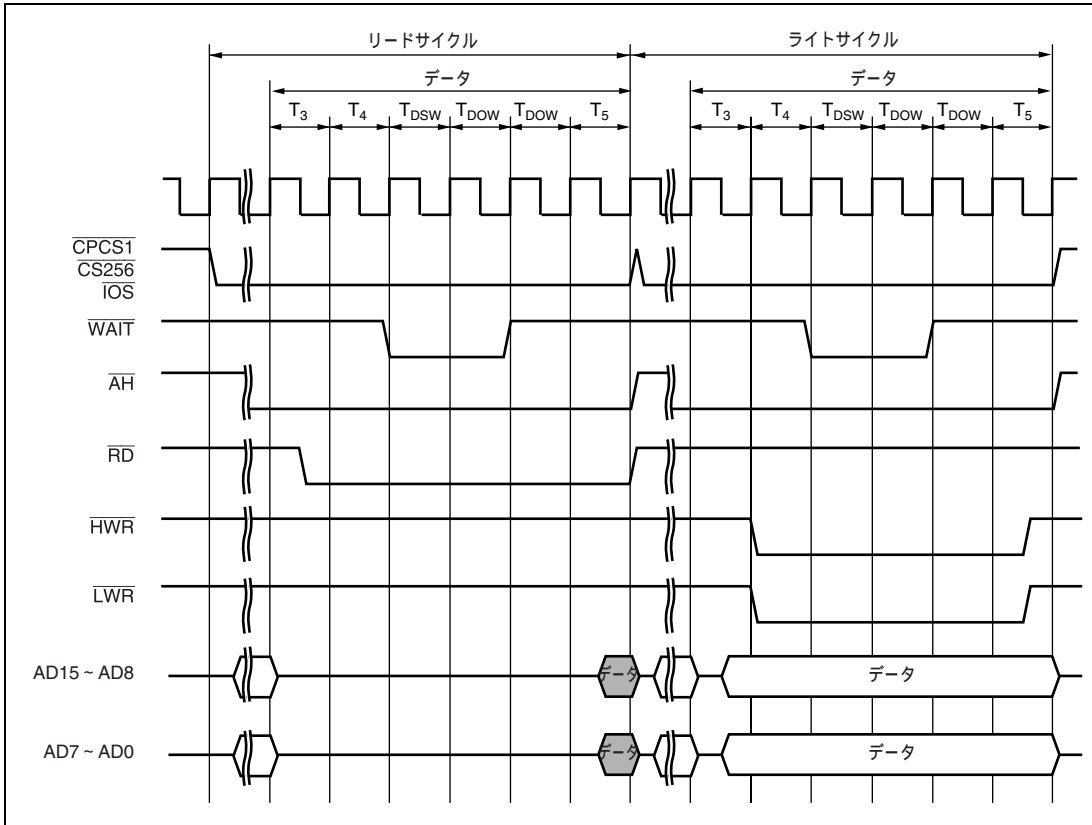 リードサイクル ライトサイクル
データ データ
T3 T4 TDSW TDOW TDOW T5 T3 T4 TDSW TDOW TDOW T5
CPCS1
CS256
IOS
WAIT
AH
RD
HWR
LWR
AD15 ~ AD8 データ データ
AD7 ~ AD0 データ データ